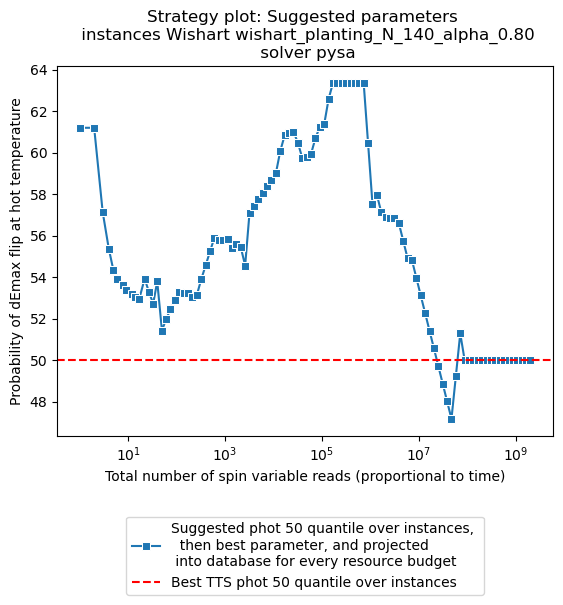 Strategy plot: Suggested parameters
instances Wishart wishart_planting_N_140_alpha_0.80
solver pysa
Probability of dEmax flip at hot temperature
64
62
60
58
56
54
52
50
48
10^1
10^3
10^5
10^7
10^9
Total number of spin variable reads (proportional to time)
Suggested phot 50 quantile over instances,
then best parameter, and projected
into database for every resource budget
Best TTS phot 50 quantile over instances